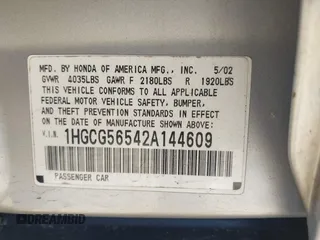 MFD. BY HONDA OF AMERICA MFG., INC. 5/02
GVWR 4035LBS GAWR F 2180LBS R 1920LBS
THIS VEHICLE CONFORMS TO ALL APPLICABLE
FEDERAL MOTOR VEHICLE SAFETY, BUMPER,
AND THEFT PREVENTION STANDARDS IN EFFECT
ON THE DATE OF MANUFACTURE SHOWN ABOVE.
V.I.N. 1HGCG56542A144609
PASSENGER CAR
DREAMBID